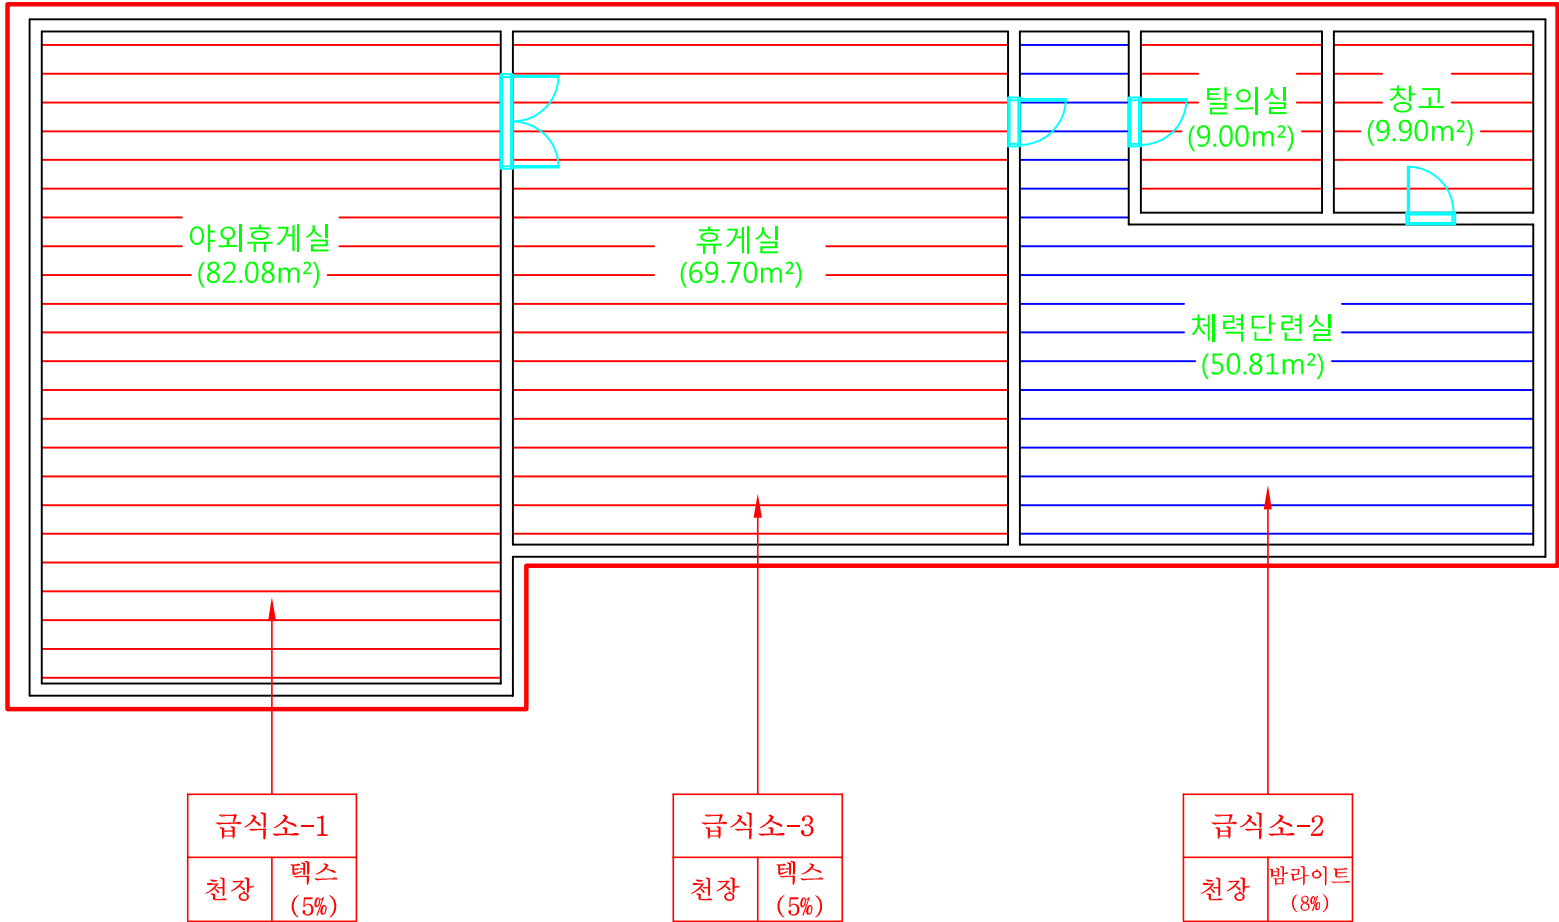 탈의실
(9.00m²)
창고
(9.90m²)
야외휴게실
(82.08m²)
휴게실
(69.70m²)
체력단련실
(50.81m²)
급식소-1
천장
텍스
(5%)
급식소-3
천장
텍스
(5%)
급식소-2
천장
밤라이트
(8%)